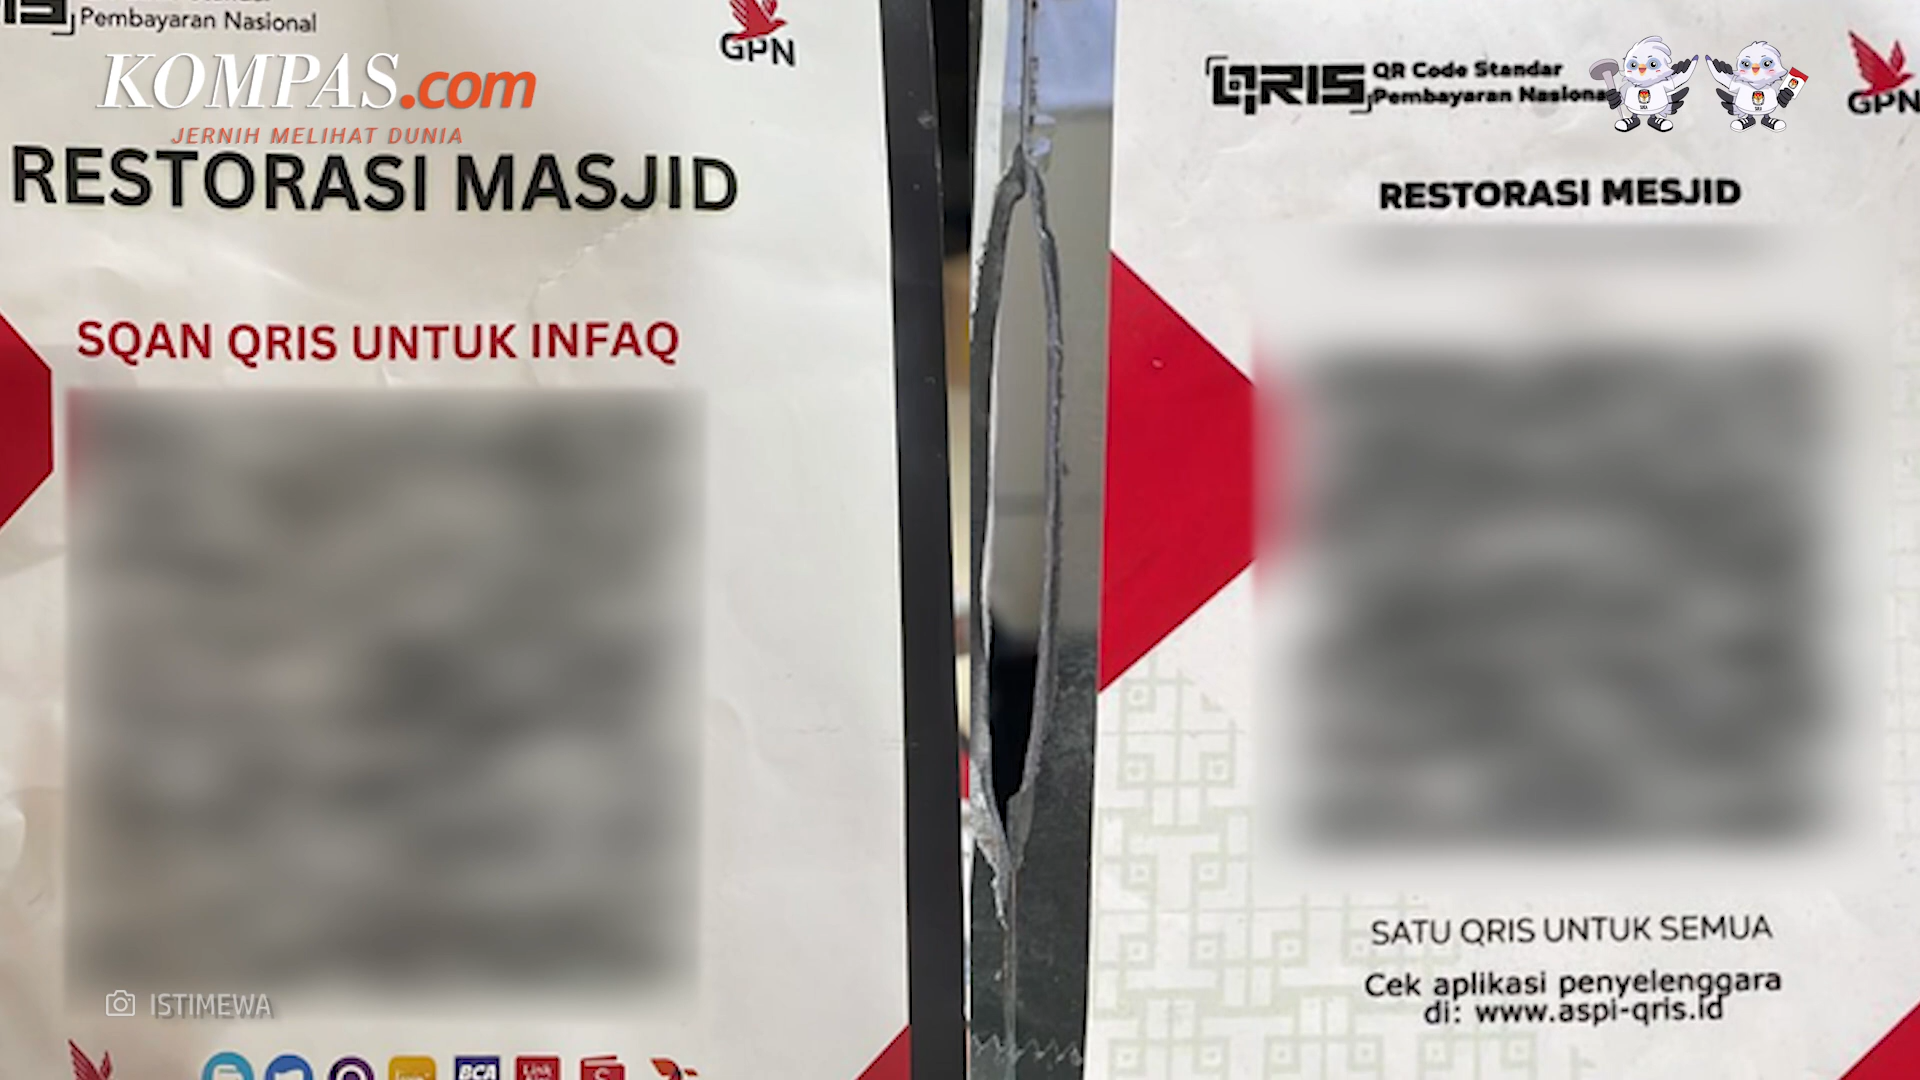 Pembayaran Nasional
GPN
KOMPAS.com
JERNIH MELIHAT DUNIA
RESTORASI MASJID
SQAN QRIS UNTUK INFAQ
ISTIMEWA
BCA
Link
QRIS QR Code Standar
Pembayaran Nasional
GPN
RESTORASI MESJID
SATU QRIS UNTUK SEMUA
Cek aplikasi penyelenggara
di: www.aspi-qris.id